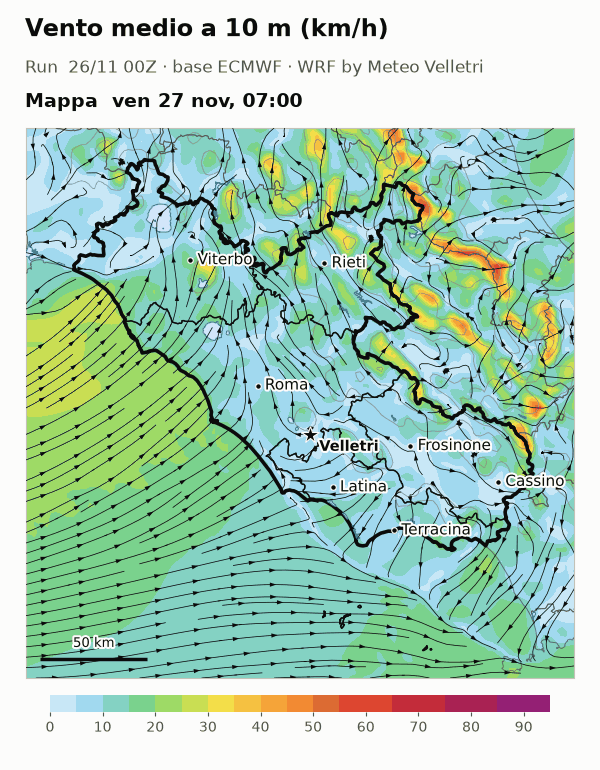 Vento medio a 10 m (km/h)
Run  26/11 00Z · base ECMWF · WRF by Meteo Velletri
Mappa  ven 27 nov, 07:00
Viterbo
Rieti
Roma
Velletri
Frosinone
Cassino
Latina
Terracina
50 km
0 10 20 30 40 50 60 70 80 90